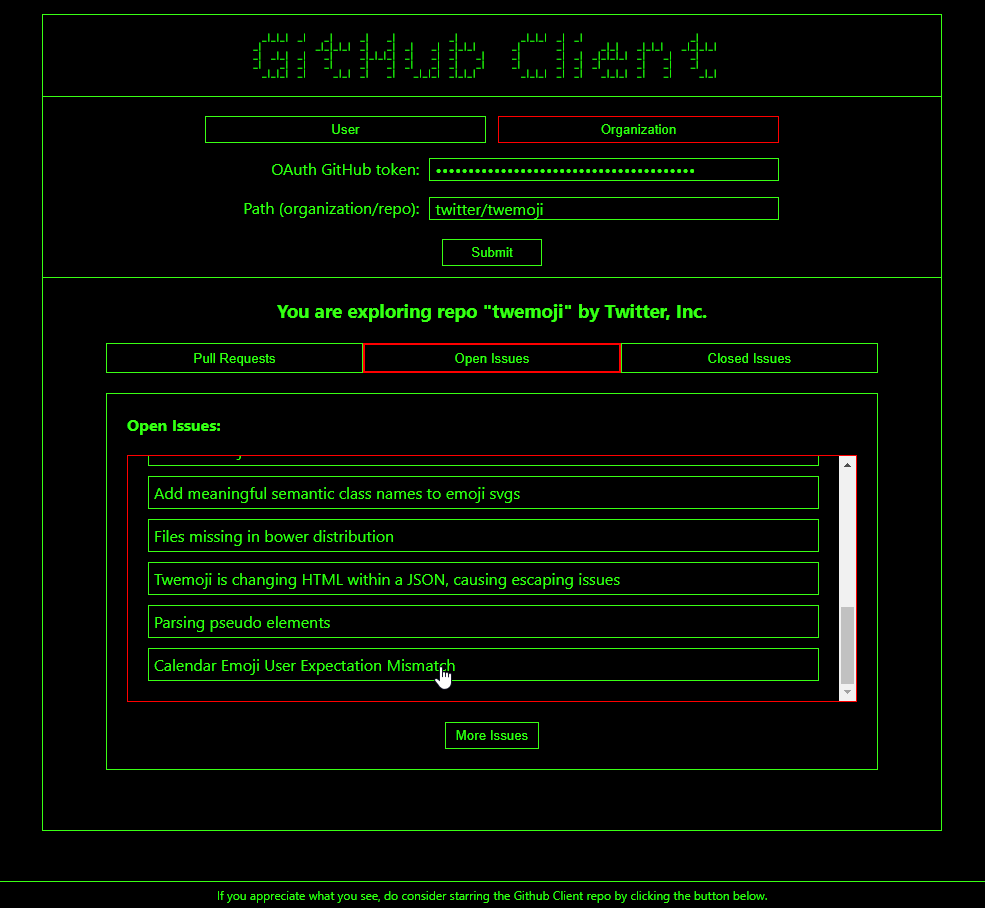 GitHub Client
User Organization
OAuth GitHub token: ••••••••••••••••••••••••••••••••••••••••
Path (organization/repo): twitter/twemoji
Submit
You are exploring repo "twemoji" by Twitter, Inc.
Pull Requests Open Issues Closed Issues
Open Issues:
Add meaningful semantic class names to emoji svgs
Files missing in bower distribution
Twemoji is changing HTML within a JSON, causing escaping issues
Parsing pseudo elements
Calendar Emoji User Expectation Mismatch
More Issues
If you appreciate what you see, do consider starring the Github Client repo by clicking the button below.